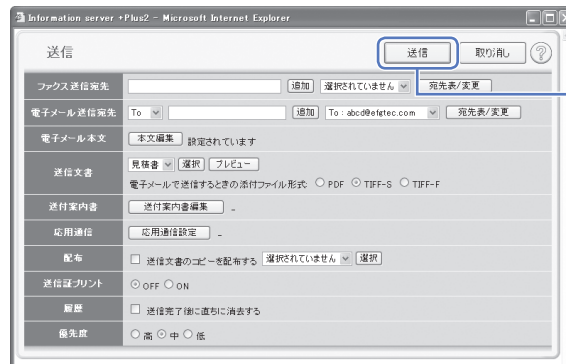 Information server +Plus2 - Microsoft Internet Explorer
送信 送信 取り消し ?
ファクス送信宛先 追加 選択されていません 宛先表/変更
電子メール送信宛先 To 追加 To : abcd@efgtec.com 宛先表/変更
電子メール本文 本文編集 設定されています
送信文書 見積書 選択 プレビュー
電子メールで送信するときの添付ファイル形式: PDF TIFF-S TIFF-F
送付案内書 送付案内書編集 -
応用通信 応用通信設定 -
配布 送信文書のコピーを配布する 選択されていません 選択
送信証プリント OFF ON
履歴 送信完了後に直ちに消去する
優先度 高 中 低